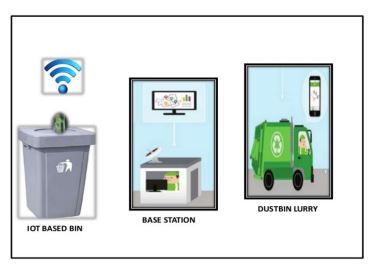 IOT BASED BIN
BASE STATION
DUSTBIN LURRY